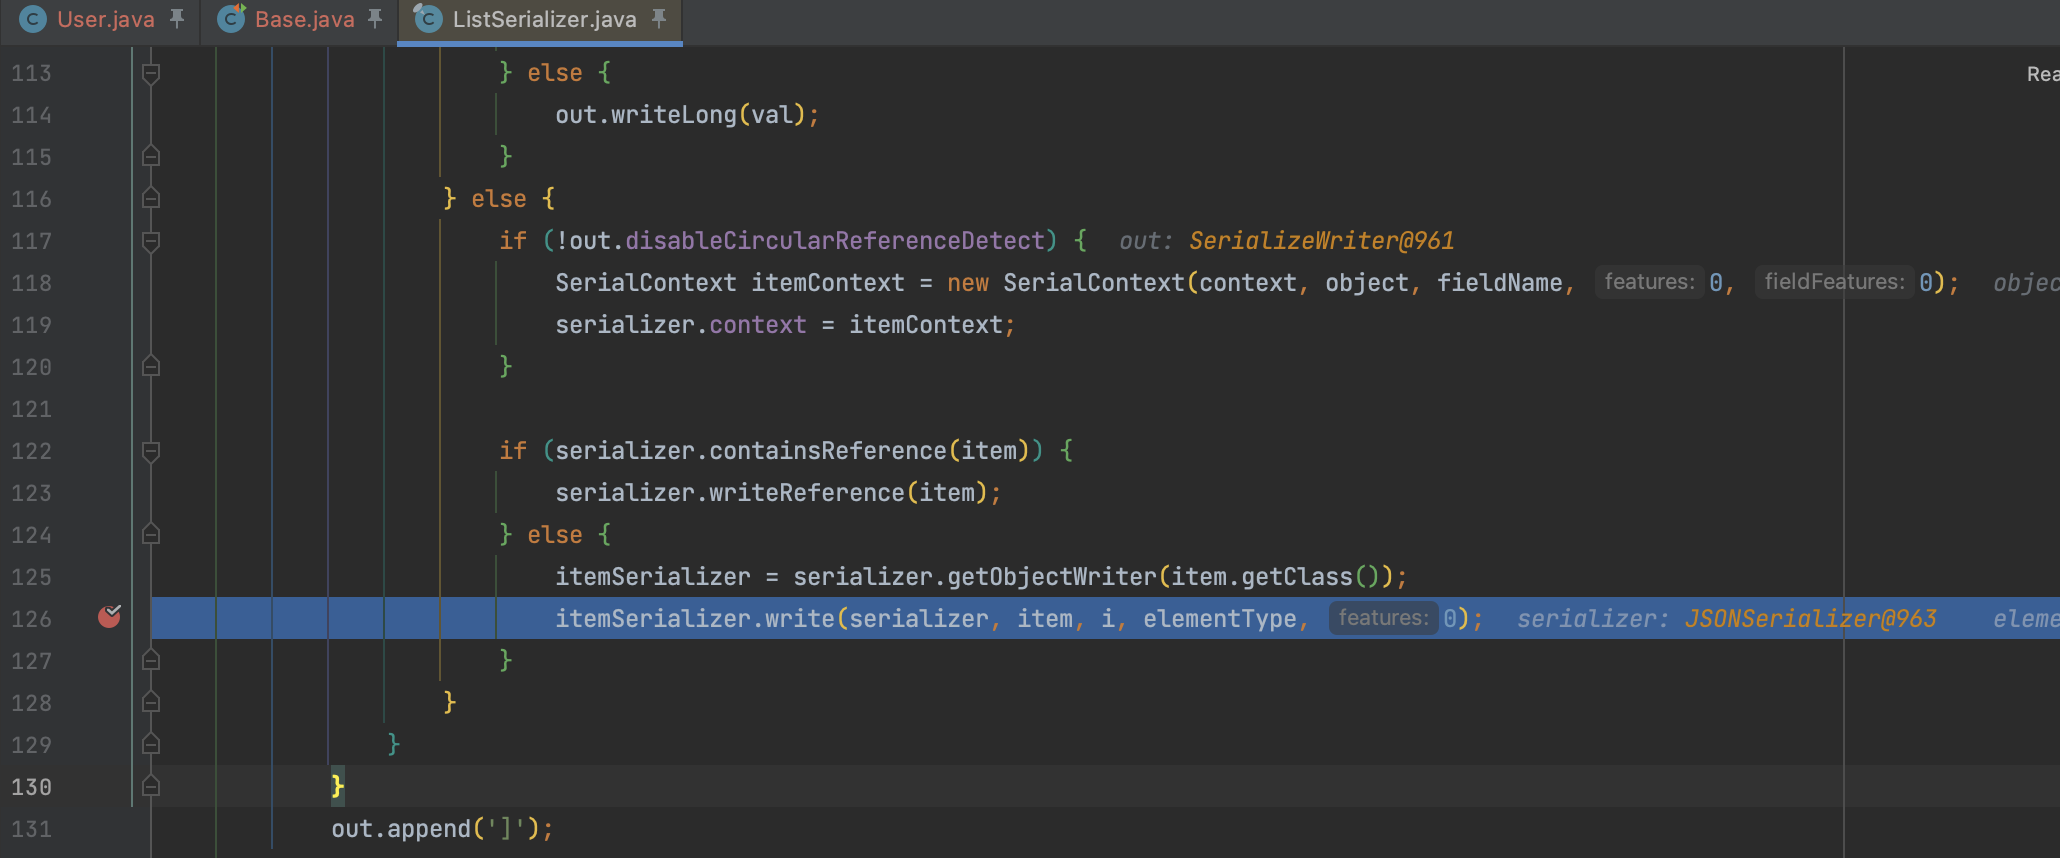 User.java Base.java ListSerializer.java
113 } else {
Rea
114 out.writeLong(val);
115 }
116 } else {
117 if (!out.disableCircularReferenceDetect) { out: SerializeWriter@961
118 SerialContext itemContext = new SerialContext(context, object, fieldName, features: 0, fieldFeatures: 0); objec
119 serializer.context = itemContext;
120 }
121
122 if (serializer.containsReference(item)) {
123 serializer.writeReference(item);
124 } else {
125 itemSerializer = serializer.getObjectWriter(item.getClass());
126 itemSerializer.write(serializer, item, i, elementType, features: 0); serializer: JSONSerializer@963 eleme
127 }
128 }
129 }
130 }
131 out.append(']');